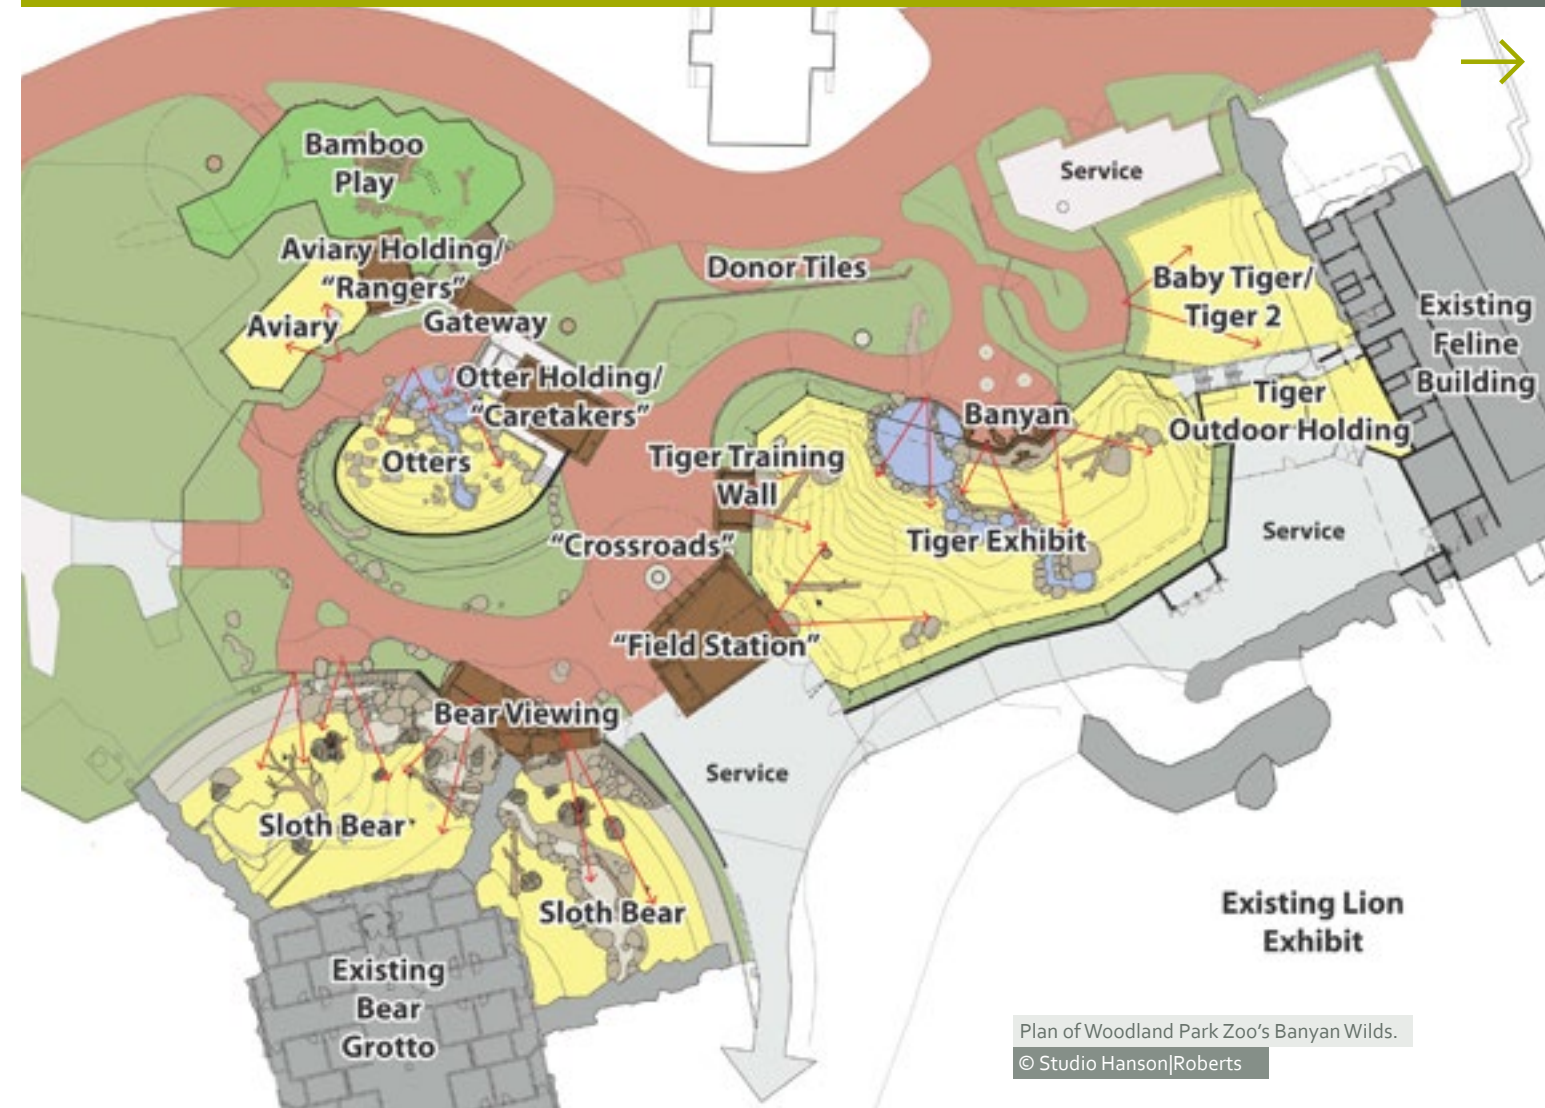 Bamboo
Play
Service
Aviary Holding/
"Rangers"
Donor Tiles
Baby Tiger/
Tiger 2
Existing
Feline
Building
Aviary
Gateway
Otter Holding/
"Caretakers"
Banyan
Tiger
Outdoor Holding
Otters
Tiger Training
Wall
"Crossroads"
Tiger Exhibit
Service
"Field Station"
Bear Viewing
Service
Sloth Bear
Sloth Bear
Existing Lion
Exhibit
Existing
Bear
Grotto
Plan of Woodland Park Zoo's Banyan Wilds.
© Studio Hanson|Roberts